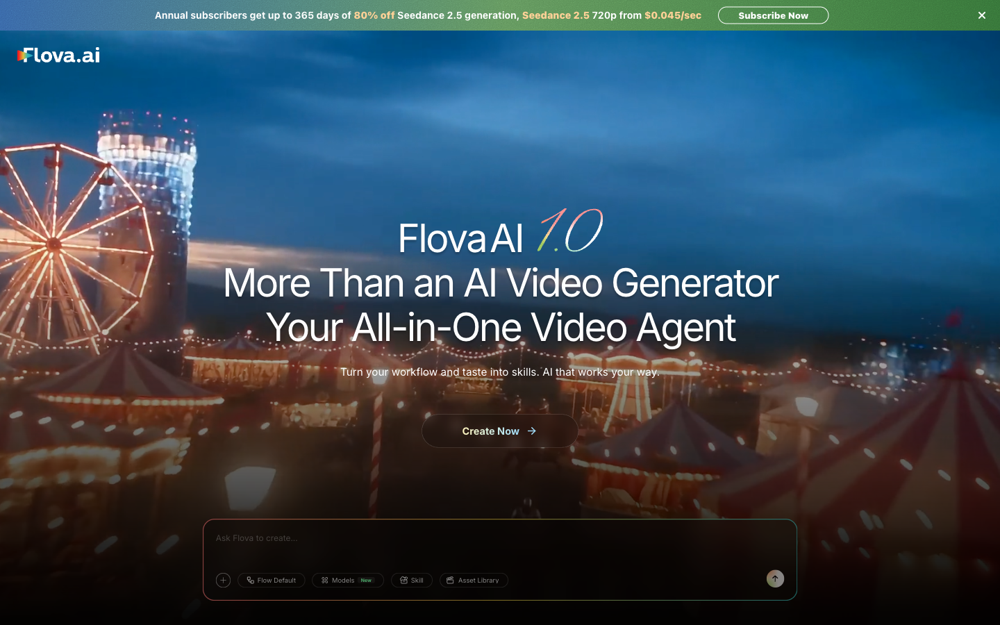 Annual subscribers get up to 365 days of 80% off Seedance 2.5 generation, Seedance 2.5 720p from $0.045/sec
Subscribe Now
Flova.ai
Flova AI 1.0
More Than an AI Video Generator
Your All-in-One Video Agent
Turn your workflow and taste into skills. AI that works your way.
Create Now
Ask Flova to create...
Flow Default
Models New
Skill
Asset Library